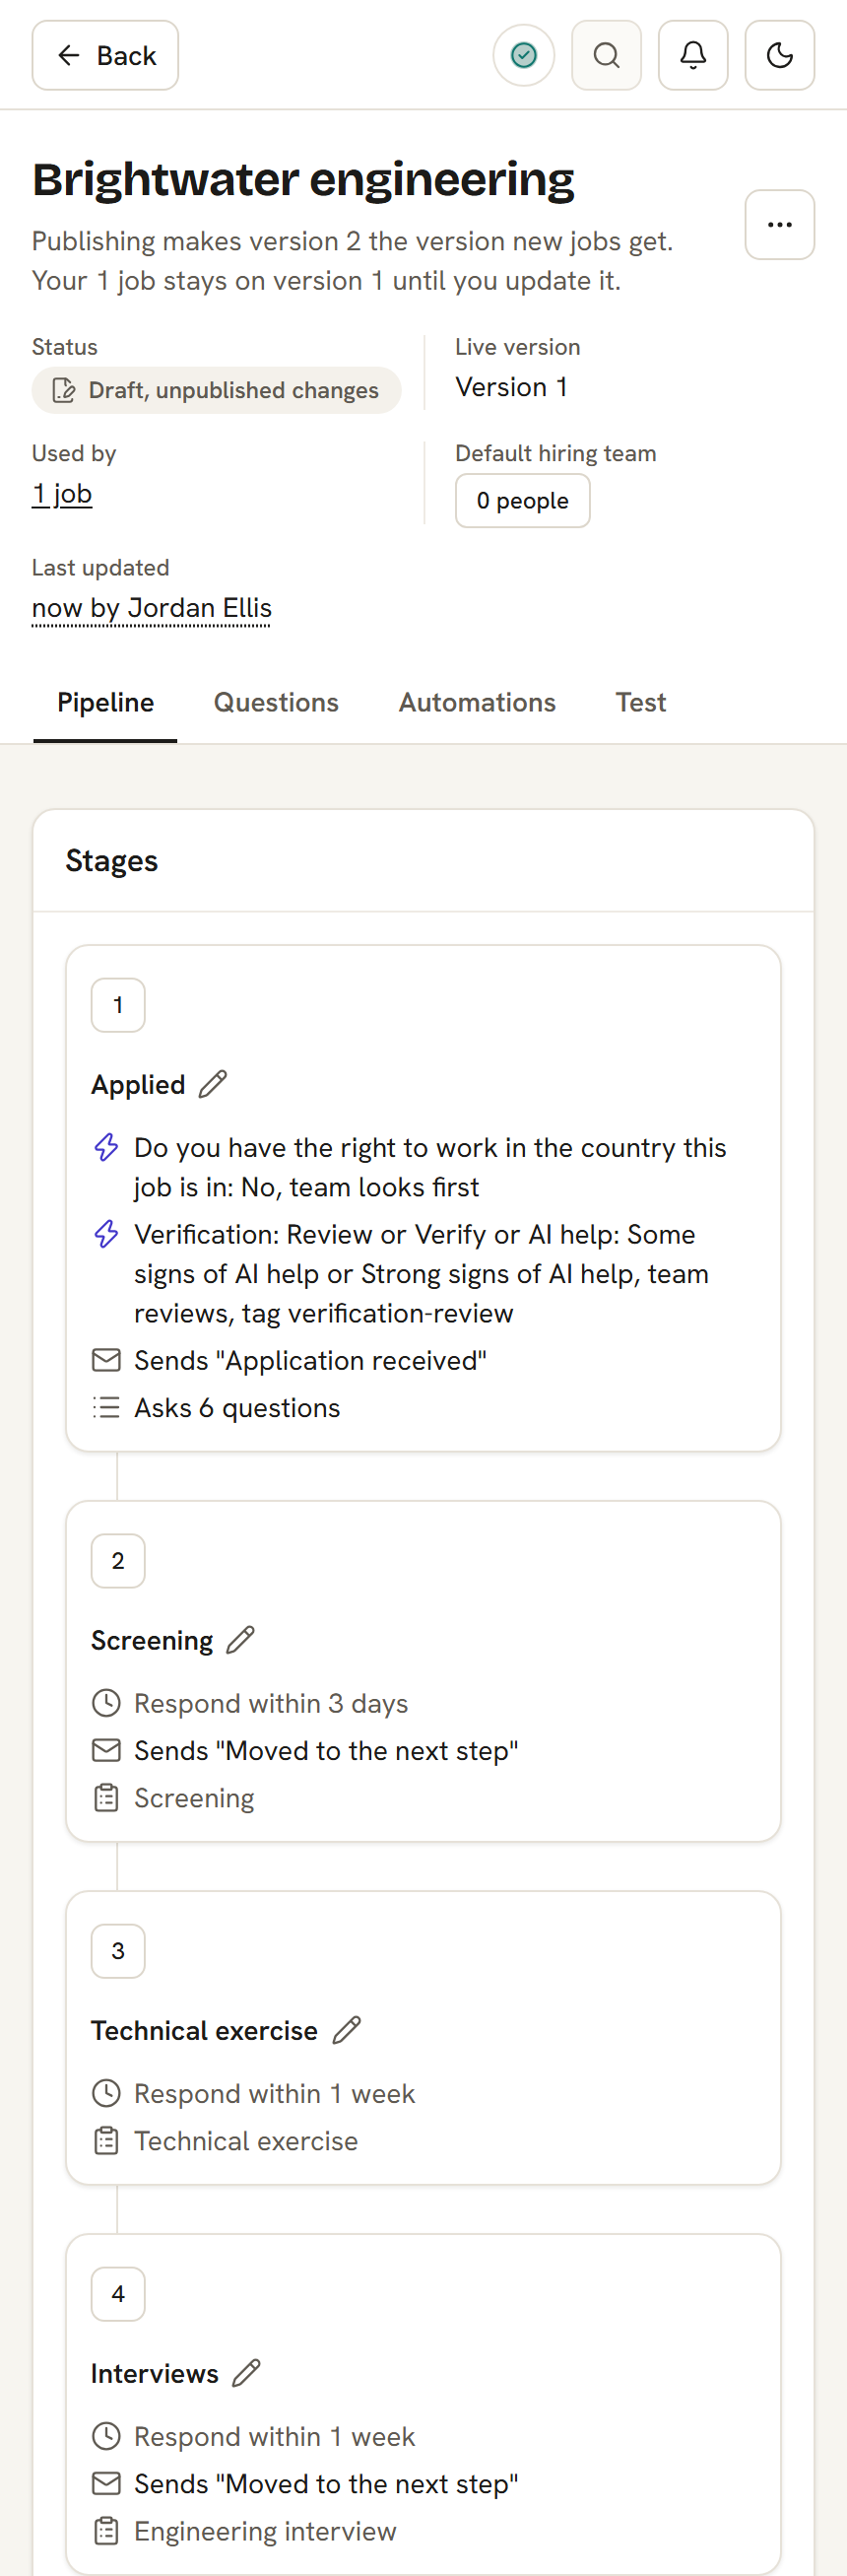 Back
Brightwater engineering
Publishing makes version 2 the version new jobs get.
Your 1 job stays on version 1 until you update it.
Status
Draft, unpublished changes
Live version
Version 1
Used by
1 job
Default hiring team
0 people
Last updated
now by Jordan Ellis
Pipeline
Questions
Automations
Test
Stages
1
Applied
Do you have the right to work in the country this
job is in: No, team looks first
Verification: Review or Verify or AI help: Some
signs of AI help or Strong signs of AI help, team
reviews, tag verification-review
Sends "Application received"
Asks 6 questions
2
Screening
Respond within 3 days
Sends "Moved to the next step"
Screening
3
Technical exercise
Respond within 1 week
Technical exercise
4
Interviews
Respond within 1 week
Sends "Moved to the next step"
Engineering interview